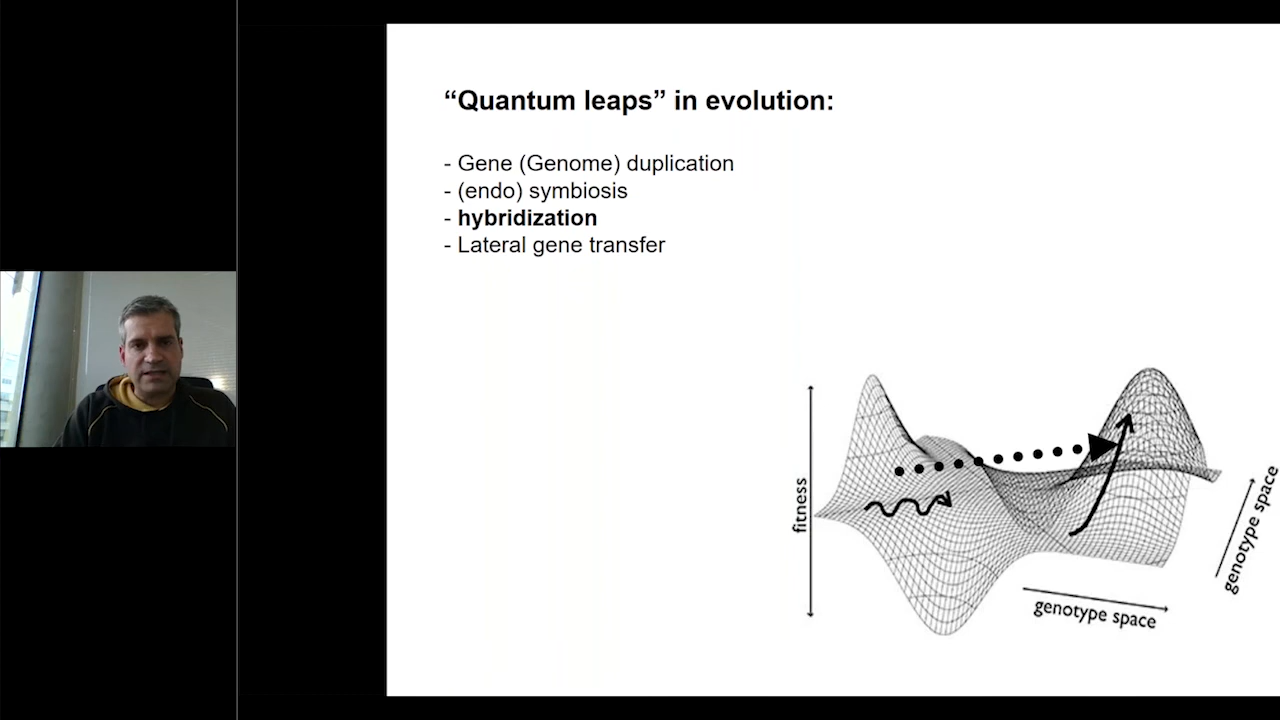 “Quantum leaps” in evolution:
- Gene (Genome) duplication
- (endo) symbiosis
- hybridization
- Lateral gene transfer
fitness
genotype space
genotype space